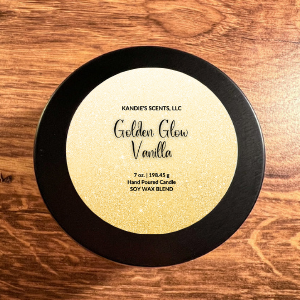 KANDIE'S SCENTS, LLC
Golden Glow
Vanilla
7 oz. | 198.45 g
Hand Poured Candle
SOY WAX BLEND